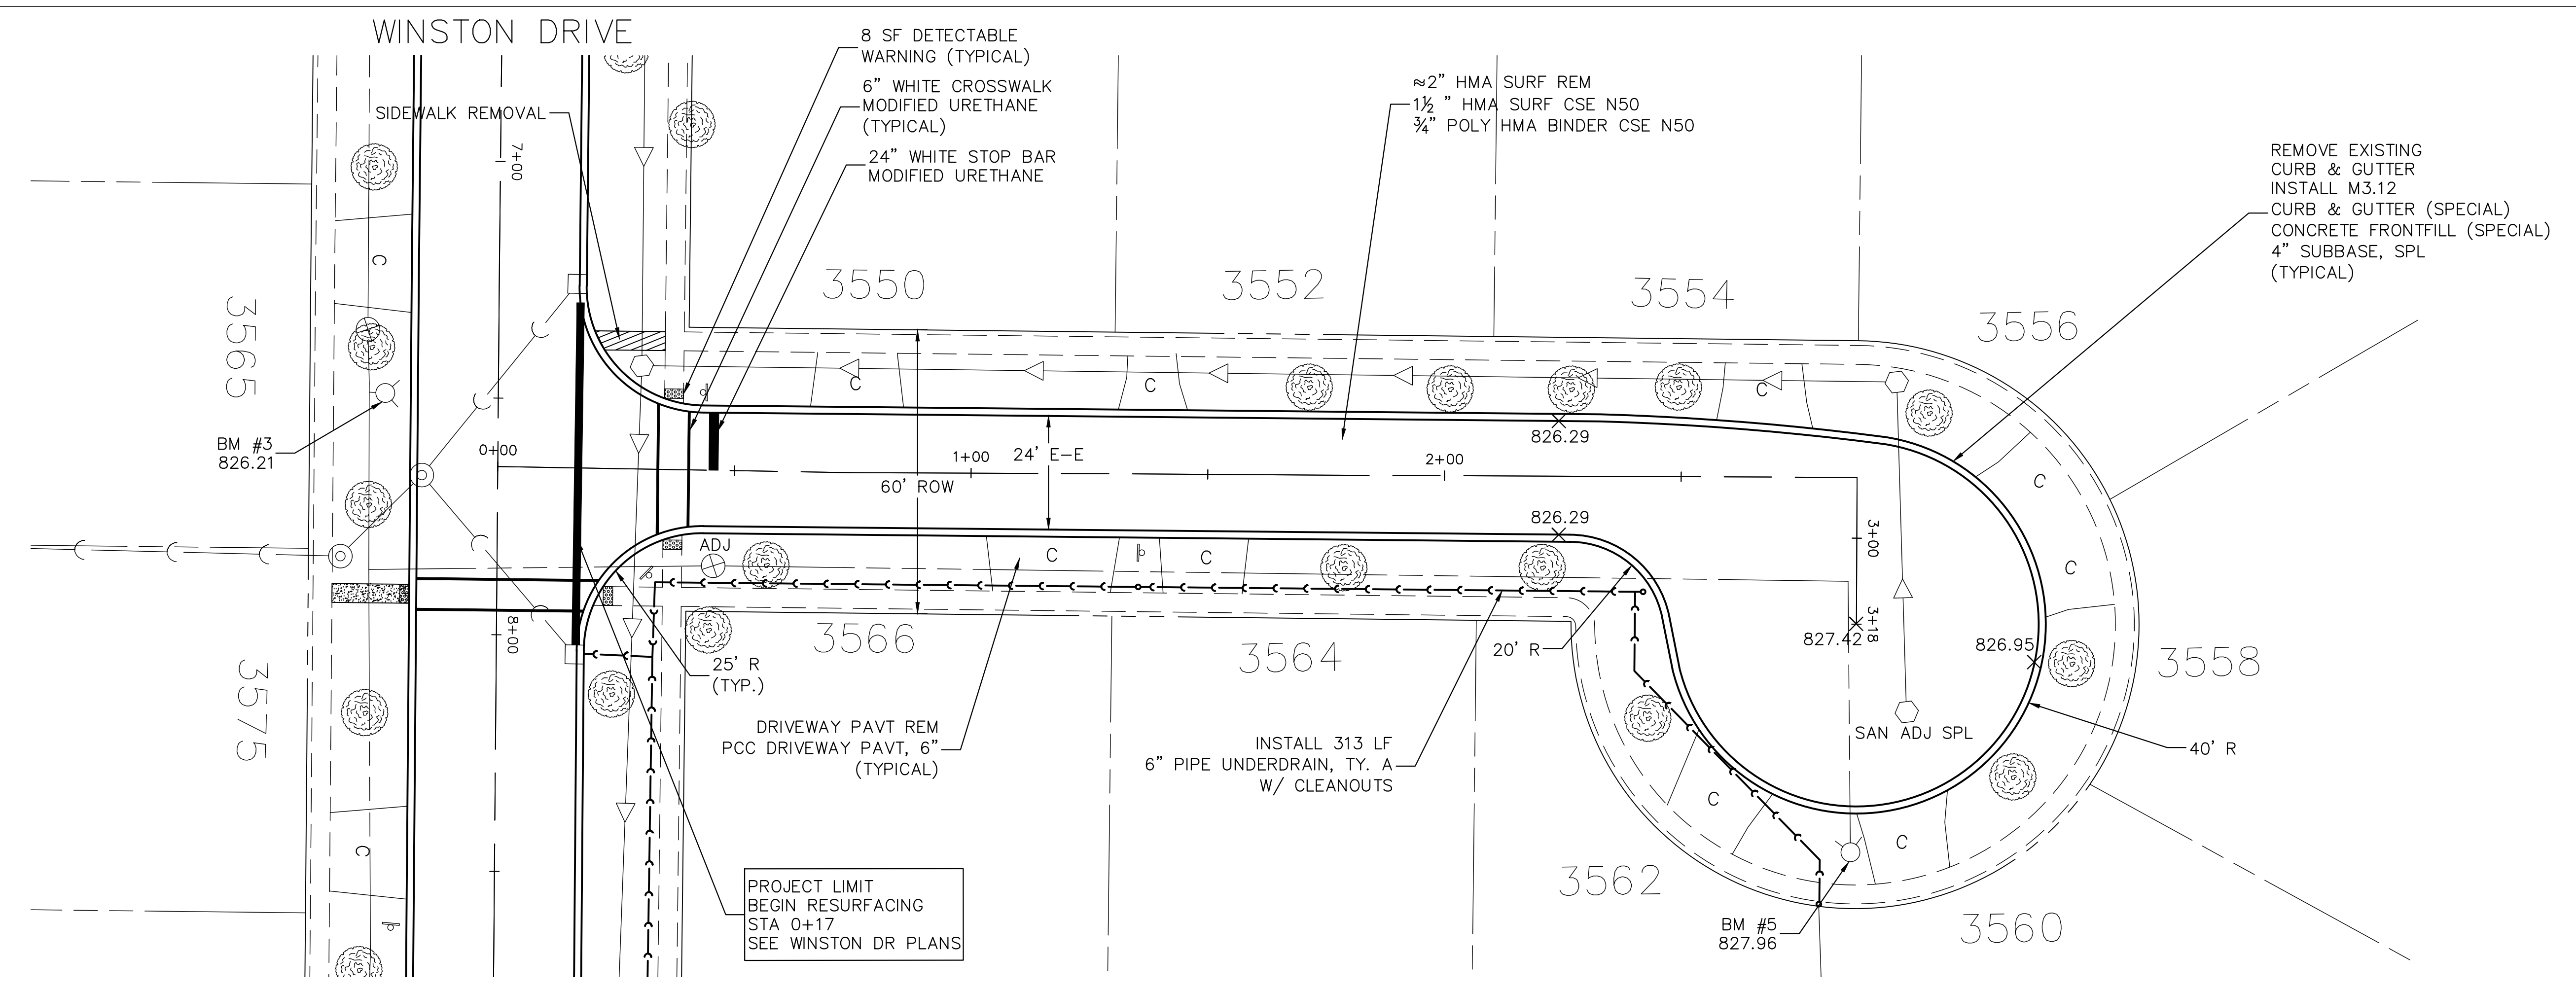 WINSTON DRIVE
8 SF DETECTABLE
WARNING (TYPICAL)
6" WHITE CROSSWALK
MODIFIED URETHANE
(TYPICAL)
24" WHITE STOP BAR
MODIFIED URETHANE
SIDEWALK REMOVAL
≈2" HMA SURF REM
1½ " HMA SURF CSE N50
¾" POLY HMA BINDER CSE N50
REMOVE EXISTING
CURB & GUTTER
INSTALL M3.12
CURB & GUTTER (SPECIAL)
CONCRETE FRONTFILL (SPECIAL)
4" SUBBASE, SPL
(TYPICAL)
7+00
C
3565
3550
3552
3554
3556
BM #3
826.21
C
C
C
0+00
1+00
24' E-E
60' ROW
826.29
2+00
826.29
C
3+00
C
ADJ
C
C
8+00
3566
3564
25' R
(TYP.)
20' R
827.42
3+18
826.95
3558
3575
DRIVEWAY PAVT REM
PCC DRIVEWAY PAVT, 6"
(TYPICAL)
INSTALL 313 LF
6" PIPE UNDERDRAIN, TY. A
W/ CLEANOUTS
SAN ADJ SPL
40' R
C
C
C
3562
3560
PROJECT LIMIT
BEGIN RESURFACING
STA 0+17
SEE WINSTON DR PLANS
BM #5
827.96